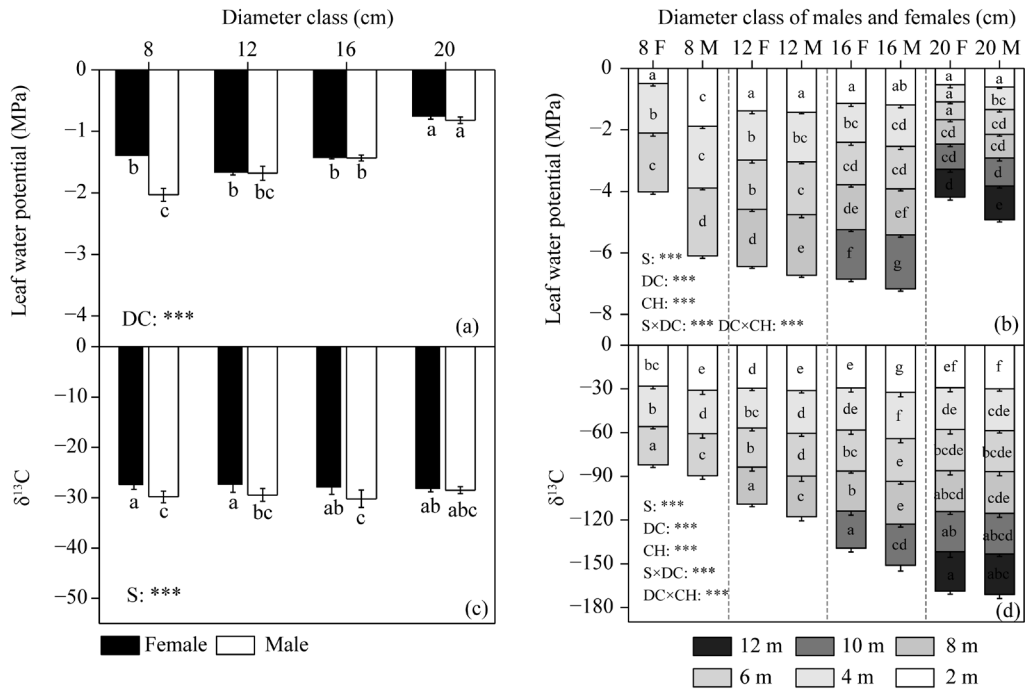 Diameter class (cm)
8 12 16 20
Leaf water potential (MPa)
0
−1
−2
−3
−4
b c b bc b b a a
DC: ***
(a)
Diameter class of males and females (cm)
8 F 8 M 12 F 12 M 16 F 16 M 20 F 20 M
Leaf water potential (MPa)
0
−2
−4
−6
−8
a c a a a ab a a
b c b bc bc cd a bc
c d b c cd cd a cd
d e de ef cd cd
f g cd d
d e
S: ***
DC: ***
CH: ***
S×DC: *** DC×CH: ***
(b)
δ¹³C
0
−10
−20
−30
−40
−50
a c a bc ab c ab abc
S: ***
(c)
δ¹³C
0
−30
−60
−90
−120
−150
−180
bc e d e e g ef f
b d bc d de f de cde
a c b d bc e bcde bcde
a c b e abcd cde
a cd ab abcd
a abc
S: ***
DC: ***
CH: ***
S×DC: ***
DC×CH: ***
(d)
Female Male
12 m 10 m 8 m
6 m 4 m 2 m